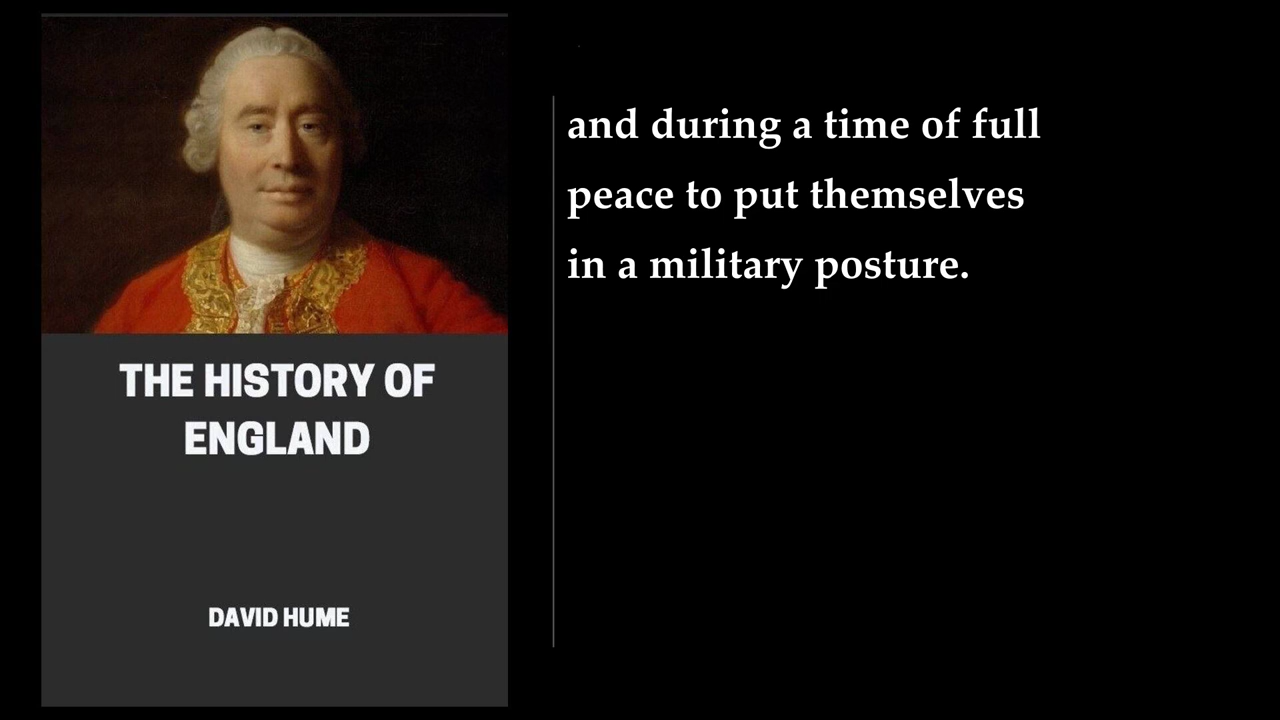 THE HISTORY OF
ENGLAND
DAVID HUME
and during a time of full
peace to put themselves
in a military posture.